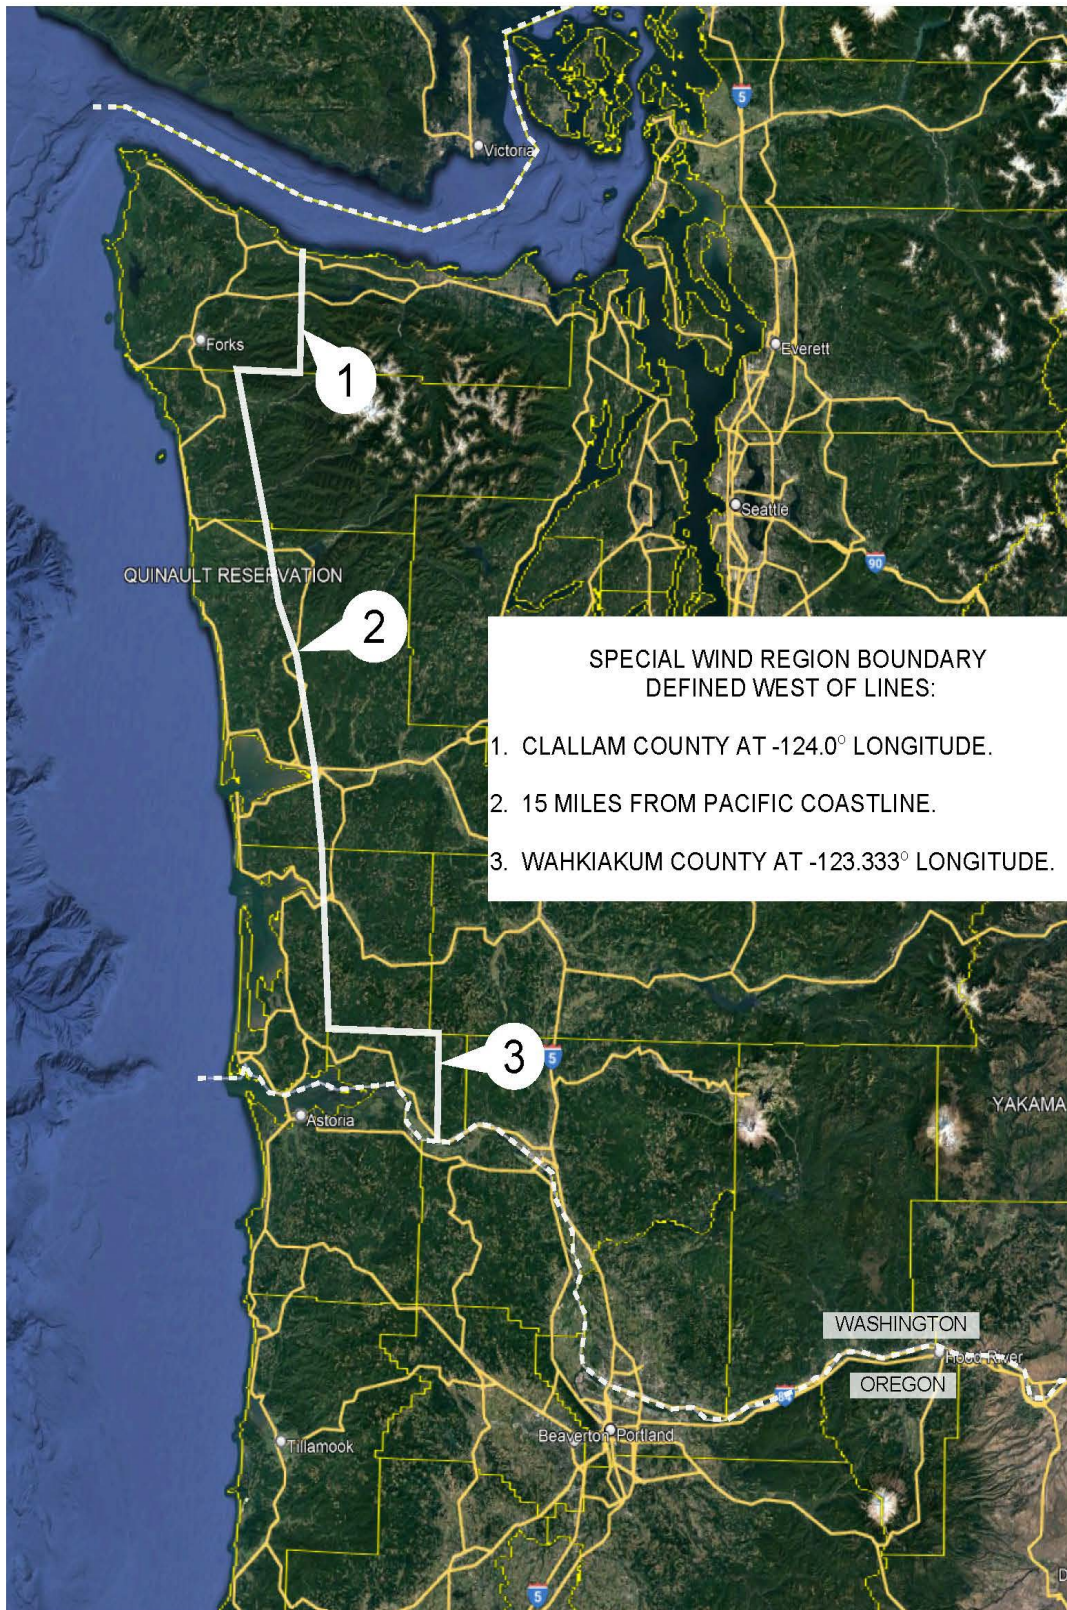 5
Victoria
Forks
1
Everett
Seattle
90
QUINAULT RESERVATION
2
SPECIAL WIND REGION BOUNDARY
DEFINED WEST OF LINES:
1. CLALLAM COUNTY AT -124.0° LONGITUDE.
2. 15 MILES FROM PACIFIC COASTLINE.
3. WAHKIAKUM COUNTY AT -123.333° LONGITUDE.
3
5
YAKAMA
Astoria
WASHINGTON
Hood River
OREGON
84
Tillamook
Beaverton
Portland
D
5